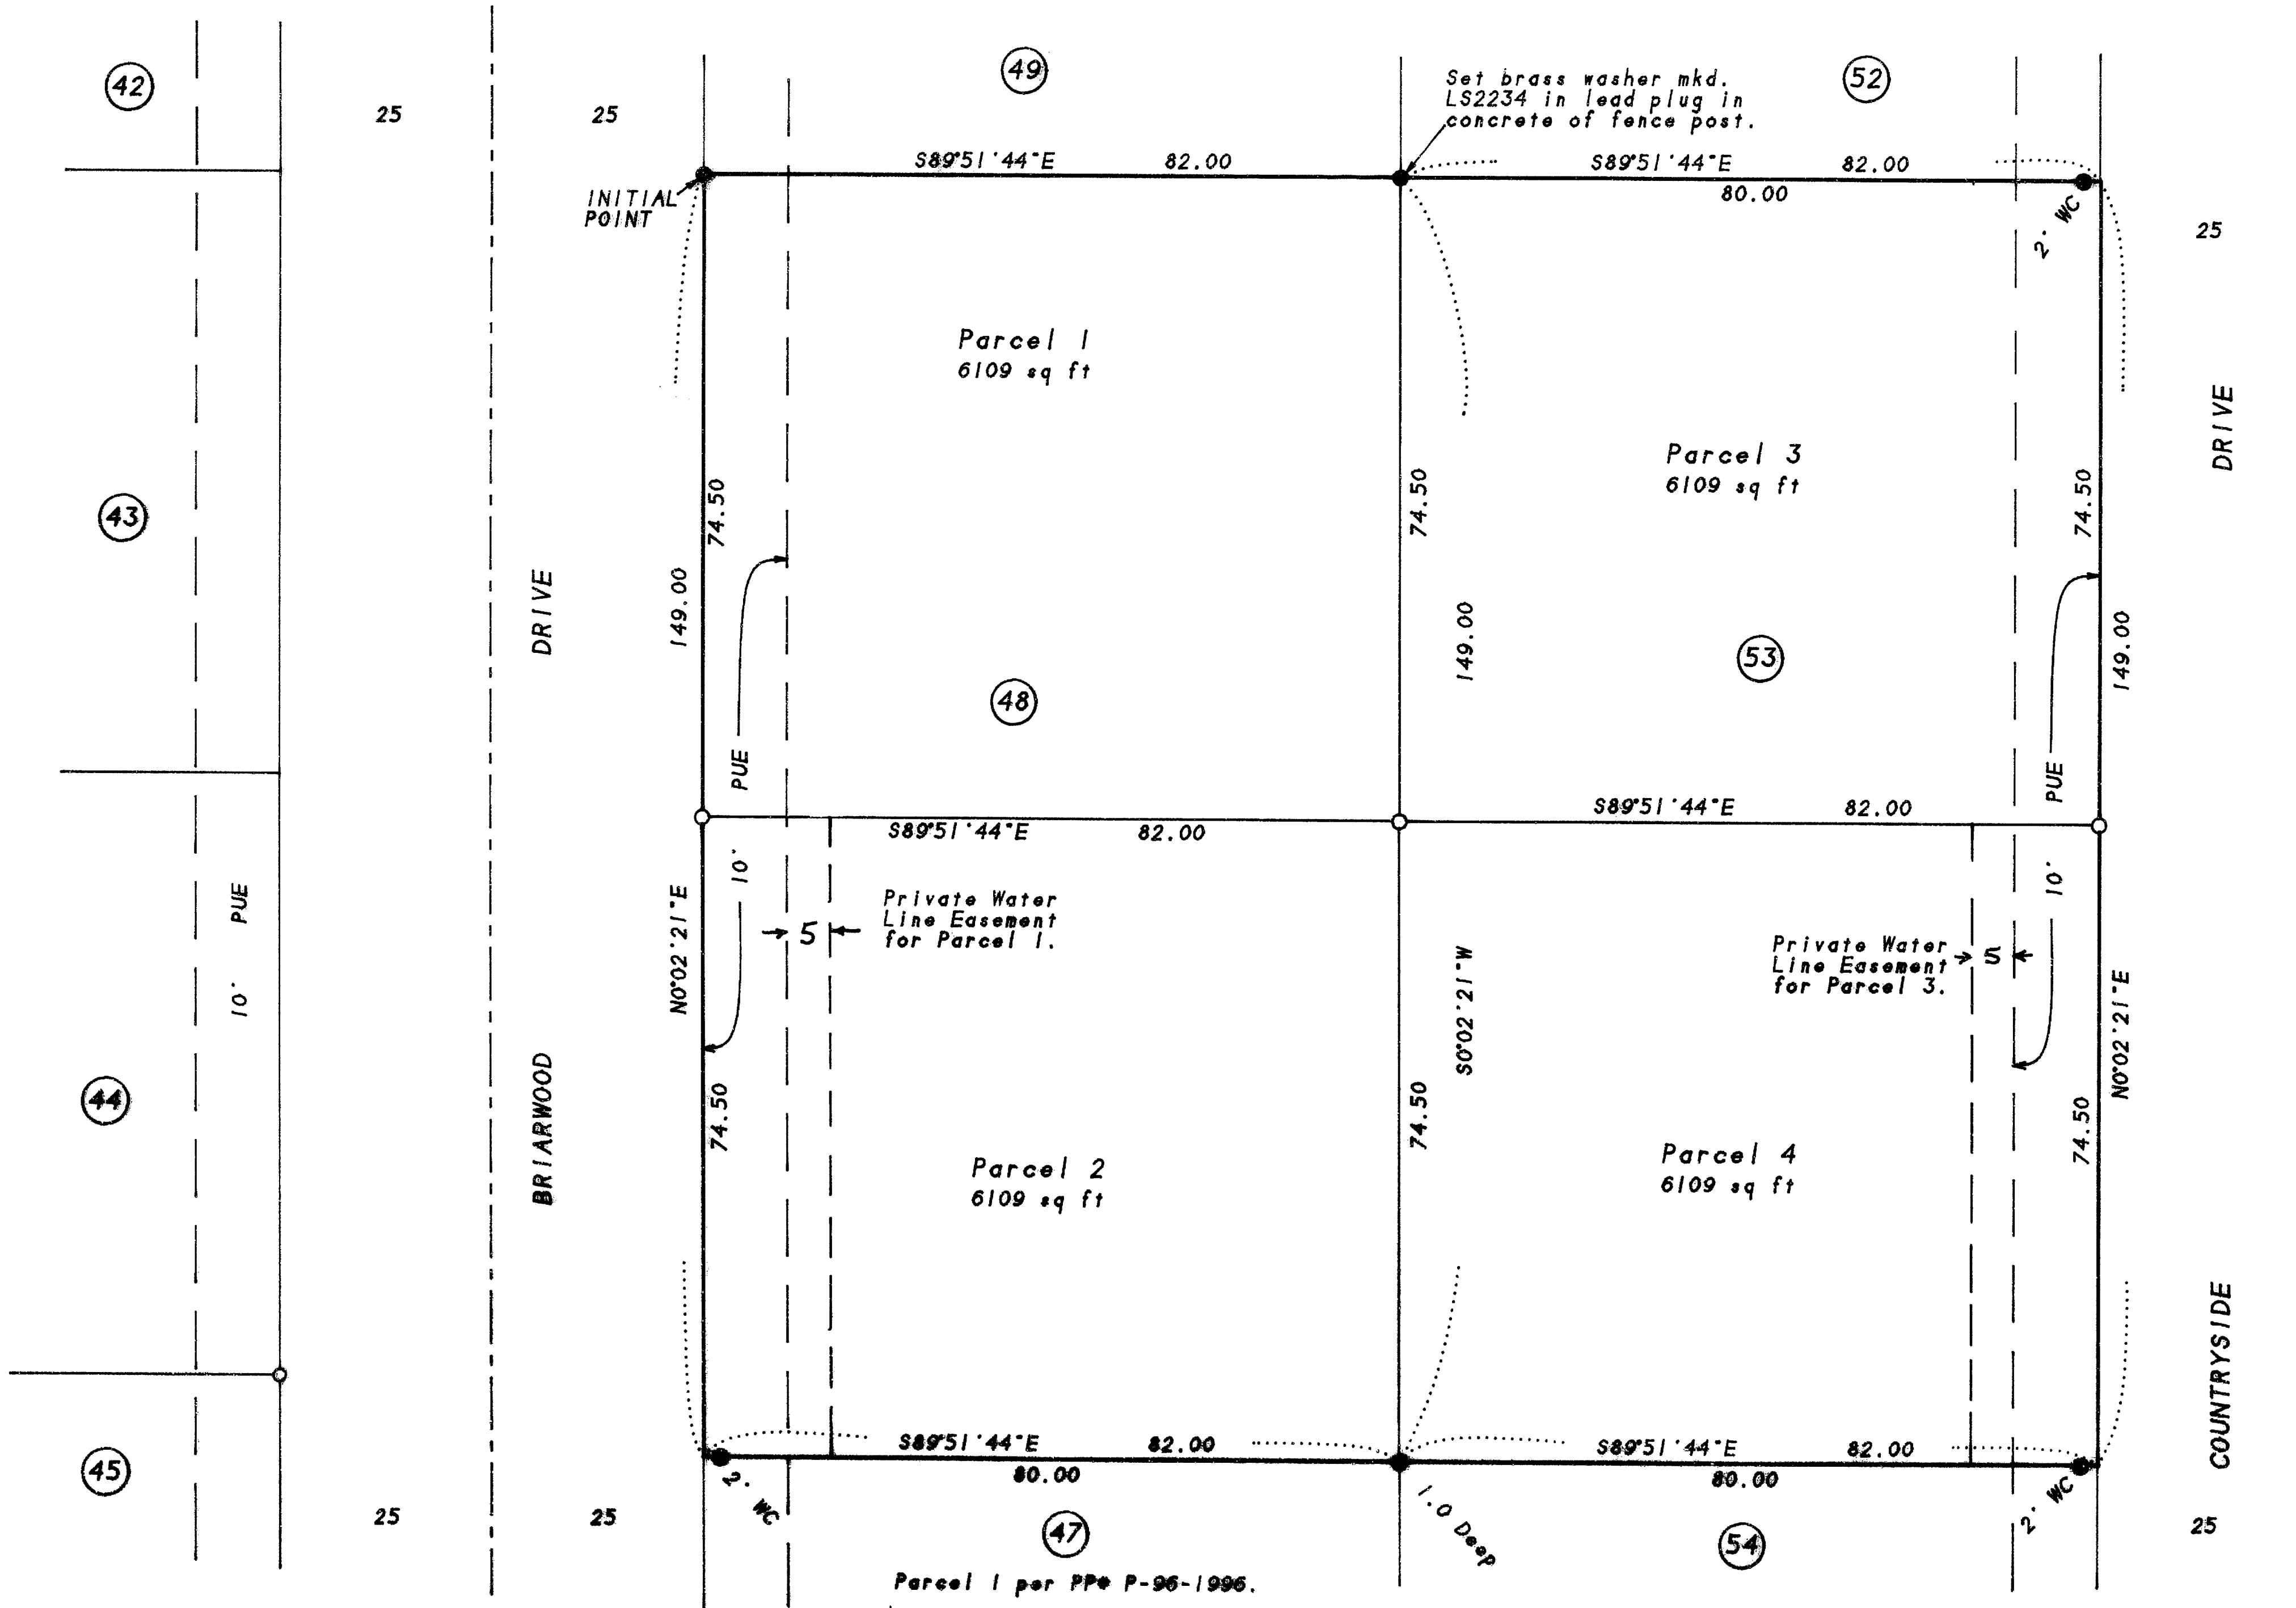 42
25
25
49
Set brass washer mkd.
LS2234 in lead plug in
concrete of fence post.
52
S89°51'44"E 82.00
S89°51'44"E 82.00
80.00
INITIAL
POINT
2' WC
25
Parcel 1
6109 sq ft
Parcel 3
6109 sq ft
DRIVE
43
74.50
74.50
74.50
DRIVE
149.00
149.00
149.00
53
48
PUE
PUE
S89°51'44"E 82.00
S89°51'44"E 82.00
10'
10'
10' PUE
N0°02'21"E
5
Private Water
Line Easement
for Parcel 1.
S0°02'21"W
Private Water
Line Easement
for Parcel 3.
5
N0°02'21"E
44
BRIARWOOD
74.50
74.50
74.50
Parcel 2
6109 sq ft
Parcel 4
6109 sq ft
COUNTRYSIDE
45
S89°51'44"E 82.00
80.00
S89°51'44"E 82.00
80.00
2' WC
1.0 Deep
2' WC
25
25
47
54
25
Parcel 1 per PP# P-96-1996.